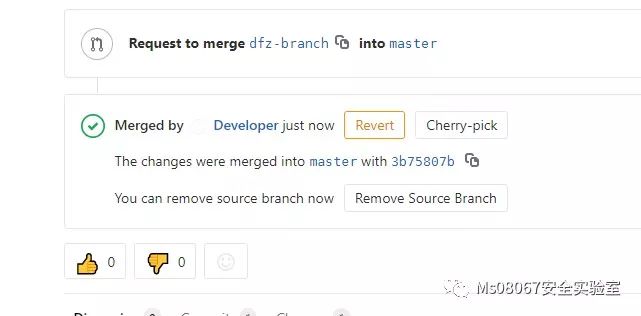 Request to merge dfz-branch into master
Merged by Developer just now Revert Cherry-pick
The changes were merged into master with 3b75807b
You can remove source branch now Remove Source Branch
0 0
Ms08067安全实验室